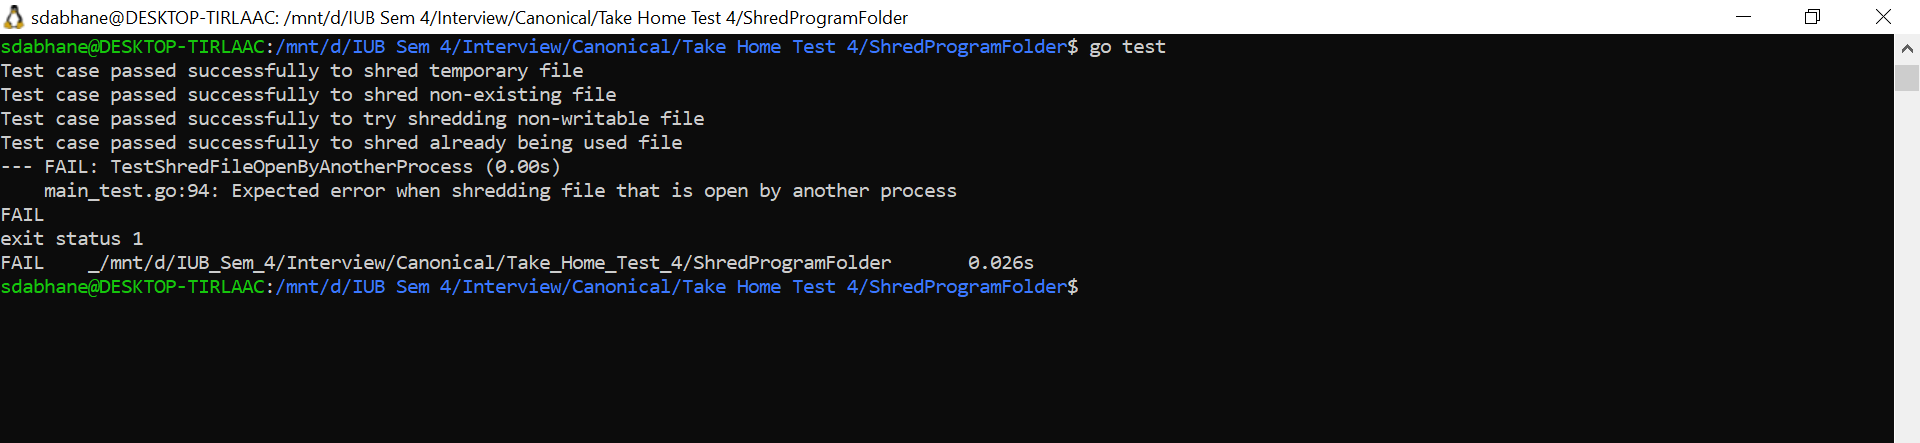 sdabhane@DESKTOP-TIRLAAC: /mnt/d/IUB Sem 4/Interview/Canonical/Take Home Test 4/ShredProgramFolder
sdabhane@DESKTOP-TIRLAAC:/mnt/d/IUB Sem 4/Interview/Canonical/Take Home Test 4/ShredProgramFolder$ go test
Test case passed successfully to shred temporary file
Test case passed successfully to shred non-existing file
Test case passed successfully to try shredding non-writable file
Test case passed successfully to shred already being used file
--- FAIL: TestShredFileOpenByAnotherProcess (0.00s)
    main_test.go:94: Expected error when shredding file that is open by another process
FAIL
exit status 1
FAIL    _/mnt/d/IUB_Sem_4/Interview/Canonical/Take_Home_Test_4/ShredProgramFolder       0.026s
sdabhane@DESKTOP-TIRLAAC:/mnt/d/IUB Sem 4/Interview/Canonical/Take Home Test 4/ShredProgramFolder$